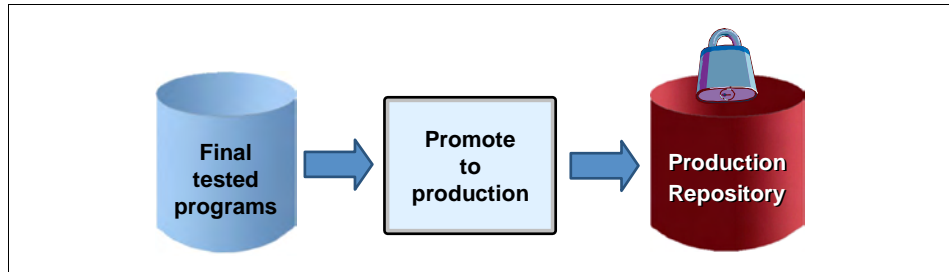 Final
tested
programs
Promote
to
production
Production
Repository